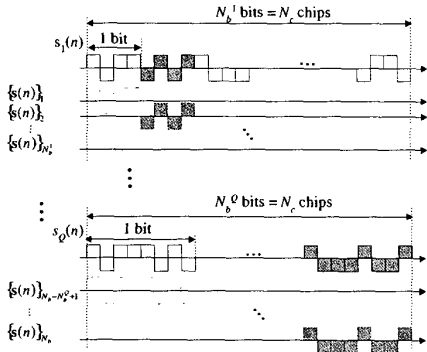 N_b^1 bits = N_c chips
s_1(n)
1 bit
...
{s(n)}_1
{s(n)}_2
⋮
{s(n)}_{N_b^1}
N_b^Q bits = N_c chips
s_Q(n)
1 bit
...
{s(n)}_{N_b-N_b^Q+1}
⋮
{s(n)}_{N_b}